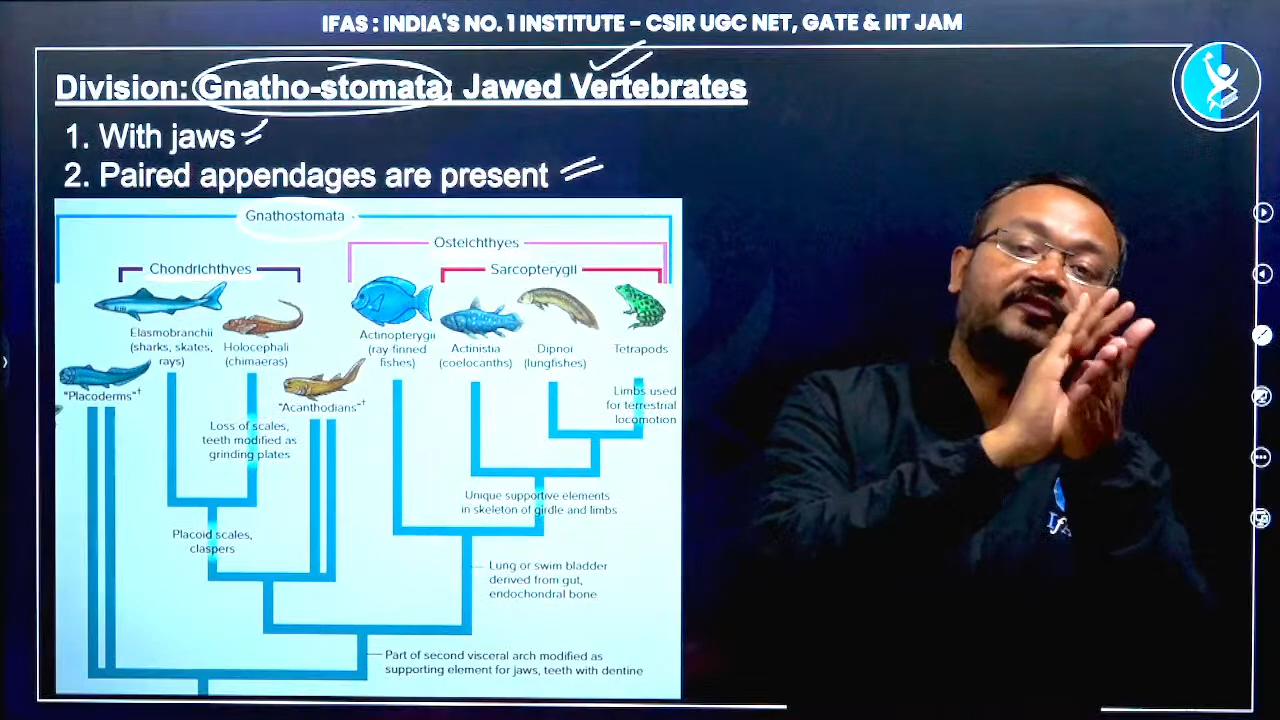 IFAS : INDIA'S NO. 1 INSTITUTE – CSIR UGC NET, GATE & IIT JAM
Division: Gnatho-stomata: Jawed Vertebrates
1. With jaws
2. Paired appendages are present
Gnathostomata
Osteichthyes
Chondrichthyes
Sarcopterygii
Elasmobranchii
(sharks, skates,
rays)
Holocephali
(chimaeras)
Actinopterygii
(ray finned
fishes)
Actinistia
(coelocanths)
Dipnoi
(lungfishes)
Tetrapods
"Placoderms"†
"Acanthodians"†
Limbs used
for terrestrial
locomotion
Loss of scales,
teeth modified as
grinding plates
Unique supportive elements
in skeleton of girdle and limbs
Placoid scales,
claspers
Lung or swim bladder
derived from gut,
endochondral bone
Part of second visceral arch modified as
supporting element for jaws, teeth with dentine